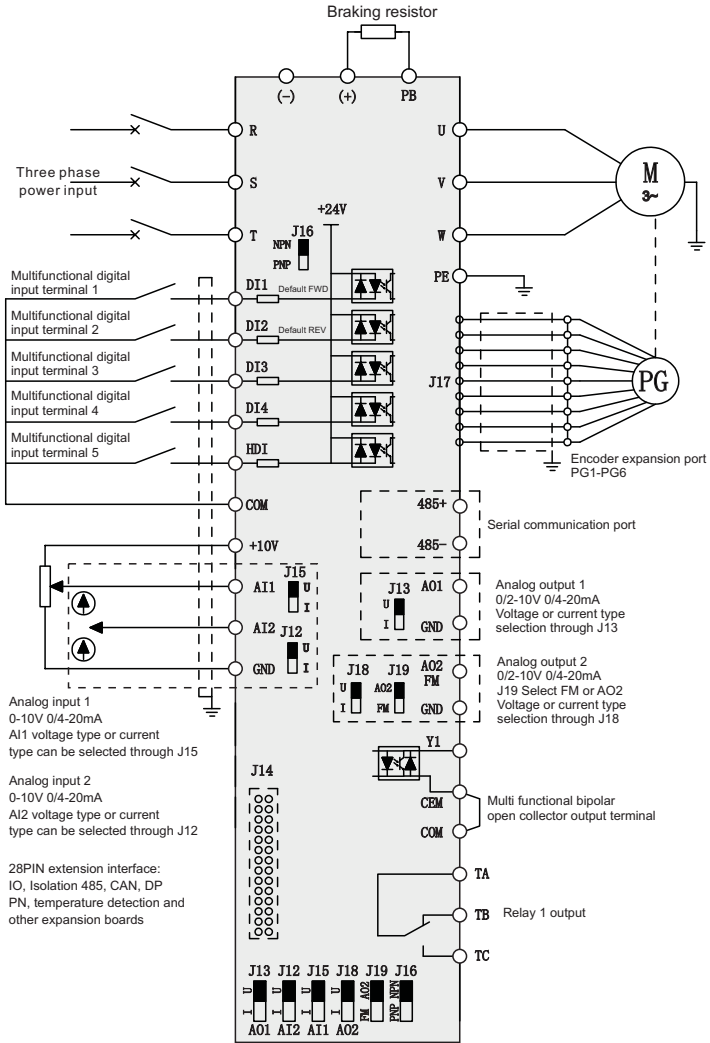 Braking resistor
(-)
(+)
PB
R
U
Three phase
power input
S
V
M
3~
T
W
+24V
J16
NPN
PNP
PE
Multifunctional digital
input terminal 1
DI1
Default FWD
Multifunctional digital
input terminal 2
DI2
Default REV
Multifunctional digital
input terminal 3
DI3
Multifunctional digital
input terminal 4
DI4
Multifunctional digital
input terminal 5
HDI
J17
PG
Encoder expansion port
PG1-PG6
COM
485+
485-
Serial communication port
+10V
AI1
J15
U
I
AI2
J12
U
I
GND
J13
U
I
AO1
GND
Analog output 1
0/2-10V 0/4-20mA
Voltage or current type
selection through J13
J18
U
I
J19
AO2
FM
AO2
FM
GND
Analog output 2
0/2-10V 0/4-20mA
J19 Select FM or AO2
Voltage or current type
selection through J18
Analog input 1
0-10V 0/4-20mA
AI1 voltage type or current
type can be selected through J15
Analog input 2
0-10V 0/4-20mA
AI2 voltage type or current
type can be selected through J12
28PIN extension interface:
IO, Isolation 485, CAN, DP
PN, temperature detection and
other expansion boards
J14
Y1
CEM
COM
Multi functional bipolar
open collector output terminal
TA
TB
Relay 1 output
TC
J13 J12 J15 J18 J19 J16
U U U U AO2 NPN
I I I I FM PNP
AO1 AI2 AI1 AO2